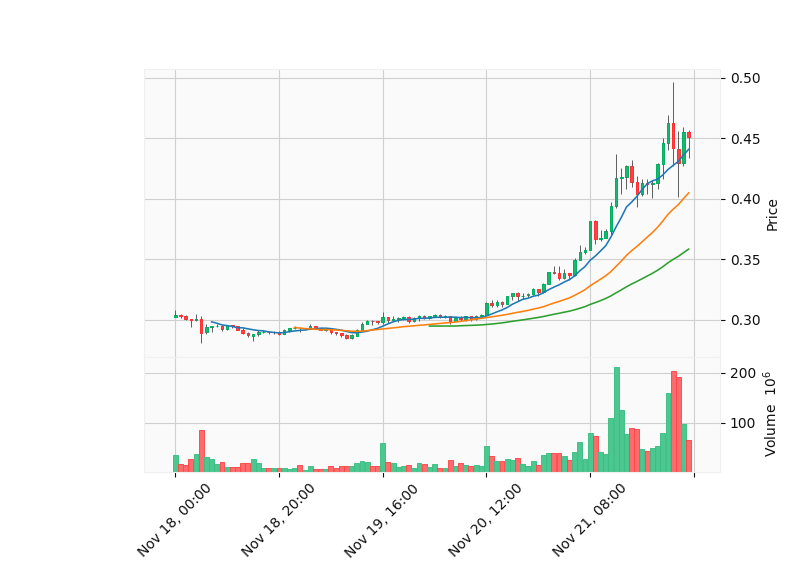 0.50
0.45
0.40
0.35
0.30
Price
200
100
Volume 10^6
Nov 18, 00:00
Nov 18, 20:00
Nov 19, 16:00
Nov 20, 12:00
Nov 21, 08:00